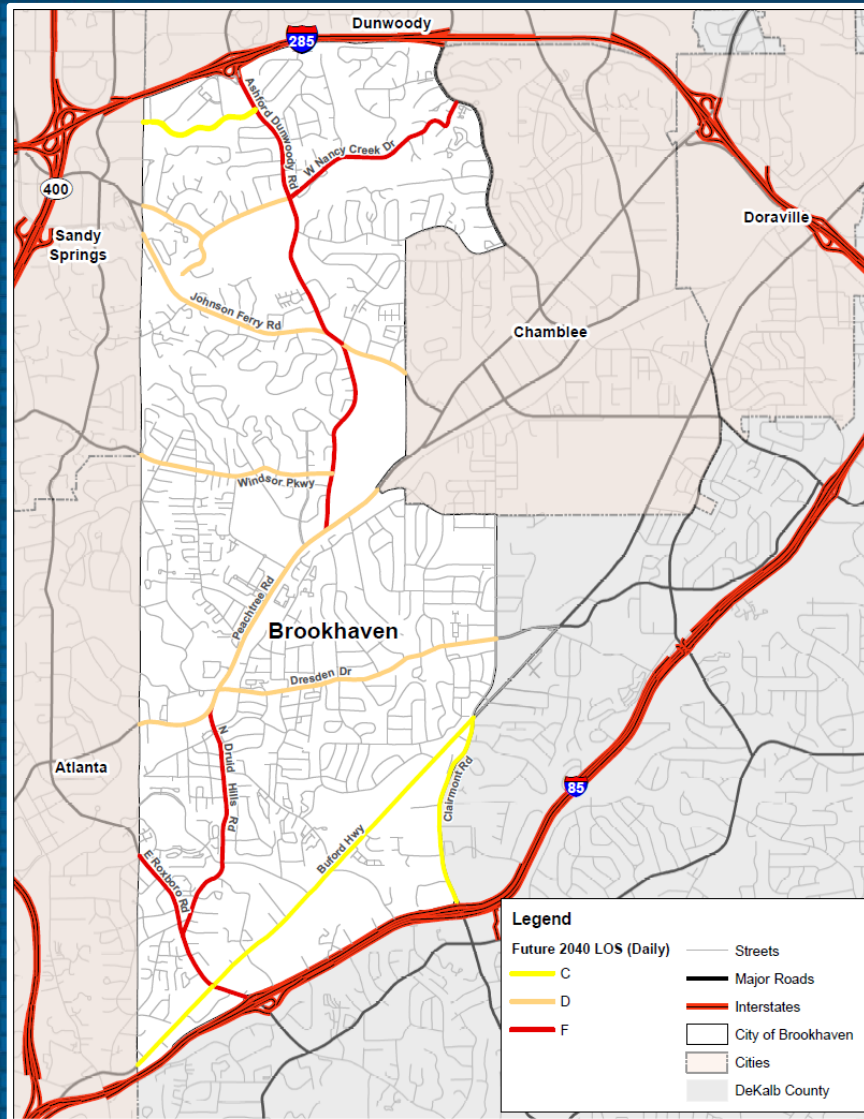 Dunwoody
285
Ashford Dunwoody Rd
W Nancy Creek Dr
400
Sandy
Springs
Doraville
Johnson Ferry Rd
Chamblee
Windsor Pkwy
Peachtree Rd
Brookhaven
Dresden Dr
N Druid Hills Rd
Atlanta
Clairmont Rd
85
Buford Hwy
E Roxboro Rd
Legend
Future 2040 LOS (Daily)
C
D
F
Streets
Major Roads
Interstates
City of Brookhaven
Cities
DeKalb County